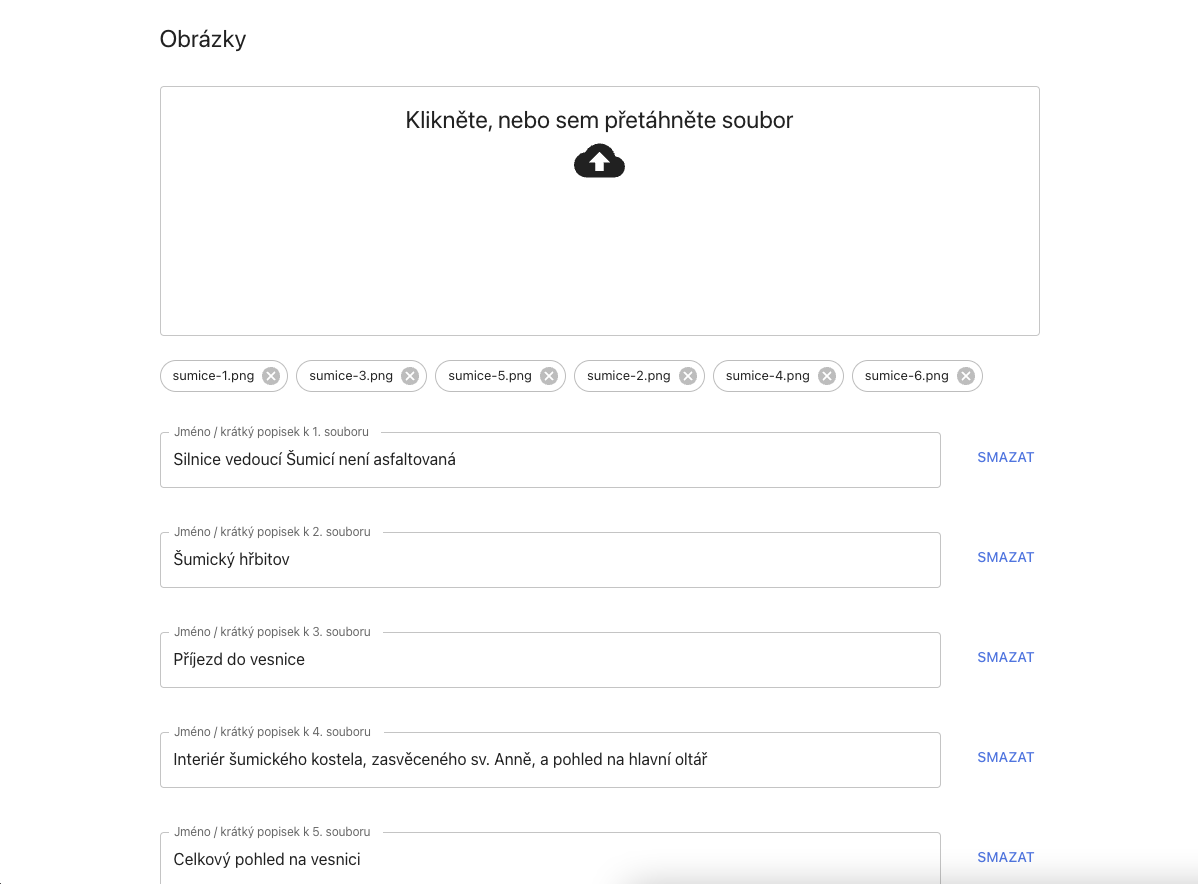 Obrázky
Klikněte, nebo sem přetáhněte soubor
sumice-1.png sumice-3.png sumice-5.png sumice-2.png sumice-4.png sumice-6.png
Jméno / krátký popisek k 1. souboru
Silnice vedoucí Šumicí není asfaltovaná SMAZAT
Jméno / krátký popisek k 2. souboru
Šumický hřbitov SMAZAT
Jméno / krátký popisek k 3. souboru
Příjezd do vesnice SMAZAT
Jméno / krátký popisek k 4. souboru
Interiér šumického kostela, zasvěceného sv. Anně, a pohled na hlavní oltář SMAZAT
Jméno / krátký popisek k 5. souboru
Celkový pohled na vesnici SMAZAT